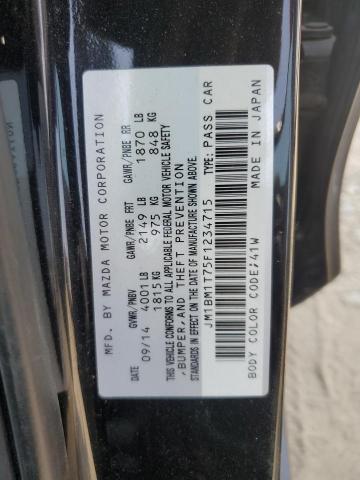 MFD. BY MAZDA MOTOR CORPORATION
GVWR/PNBV GAWR/PNBE FRT GAWR/PNBE RR
DATE
09/14 4001 LB 2149 LB 1870 LB
1815 KG 975 KG 848 KG
THIS VEHICLE CONFORMS TO ALL APPLICABLE FEDERAL MOTOR VEHICLE SAFETY
,BUMPER,AND THEFT PREVENTION
STANDARDS IN EFFECT ON THE DATE OF MANUFACTURE SHOWN ABOVE.
JM1BM1T75F1234715 TYPE: PASS CAR
BODY COLOR CODE/41W MADE IN JAPAN